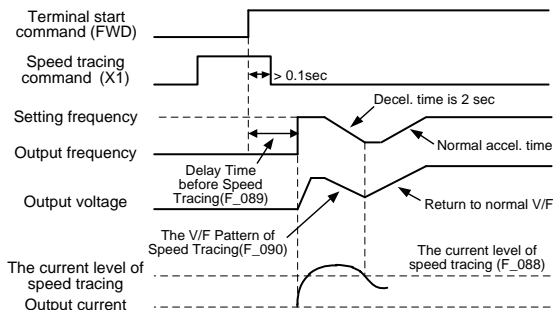 Terminal start
command (FWD)
Speed tracing
command (X1)
> 0.1sec
Decel. time is 2 sec
Setting frequency
Normal accel. time
Output frequency
Delay Time
before Speed
Tracing(F_089)
Output voltage
Return to normal V/F
The V/F Pattern of
Speed Tracing(F_090)
The current level of
speed tracing (F_088)
The current level of
speed tracing
Output current